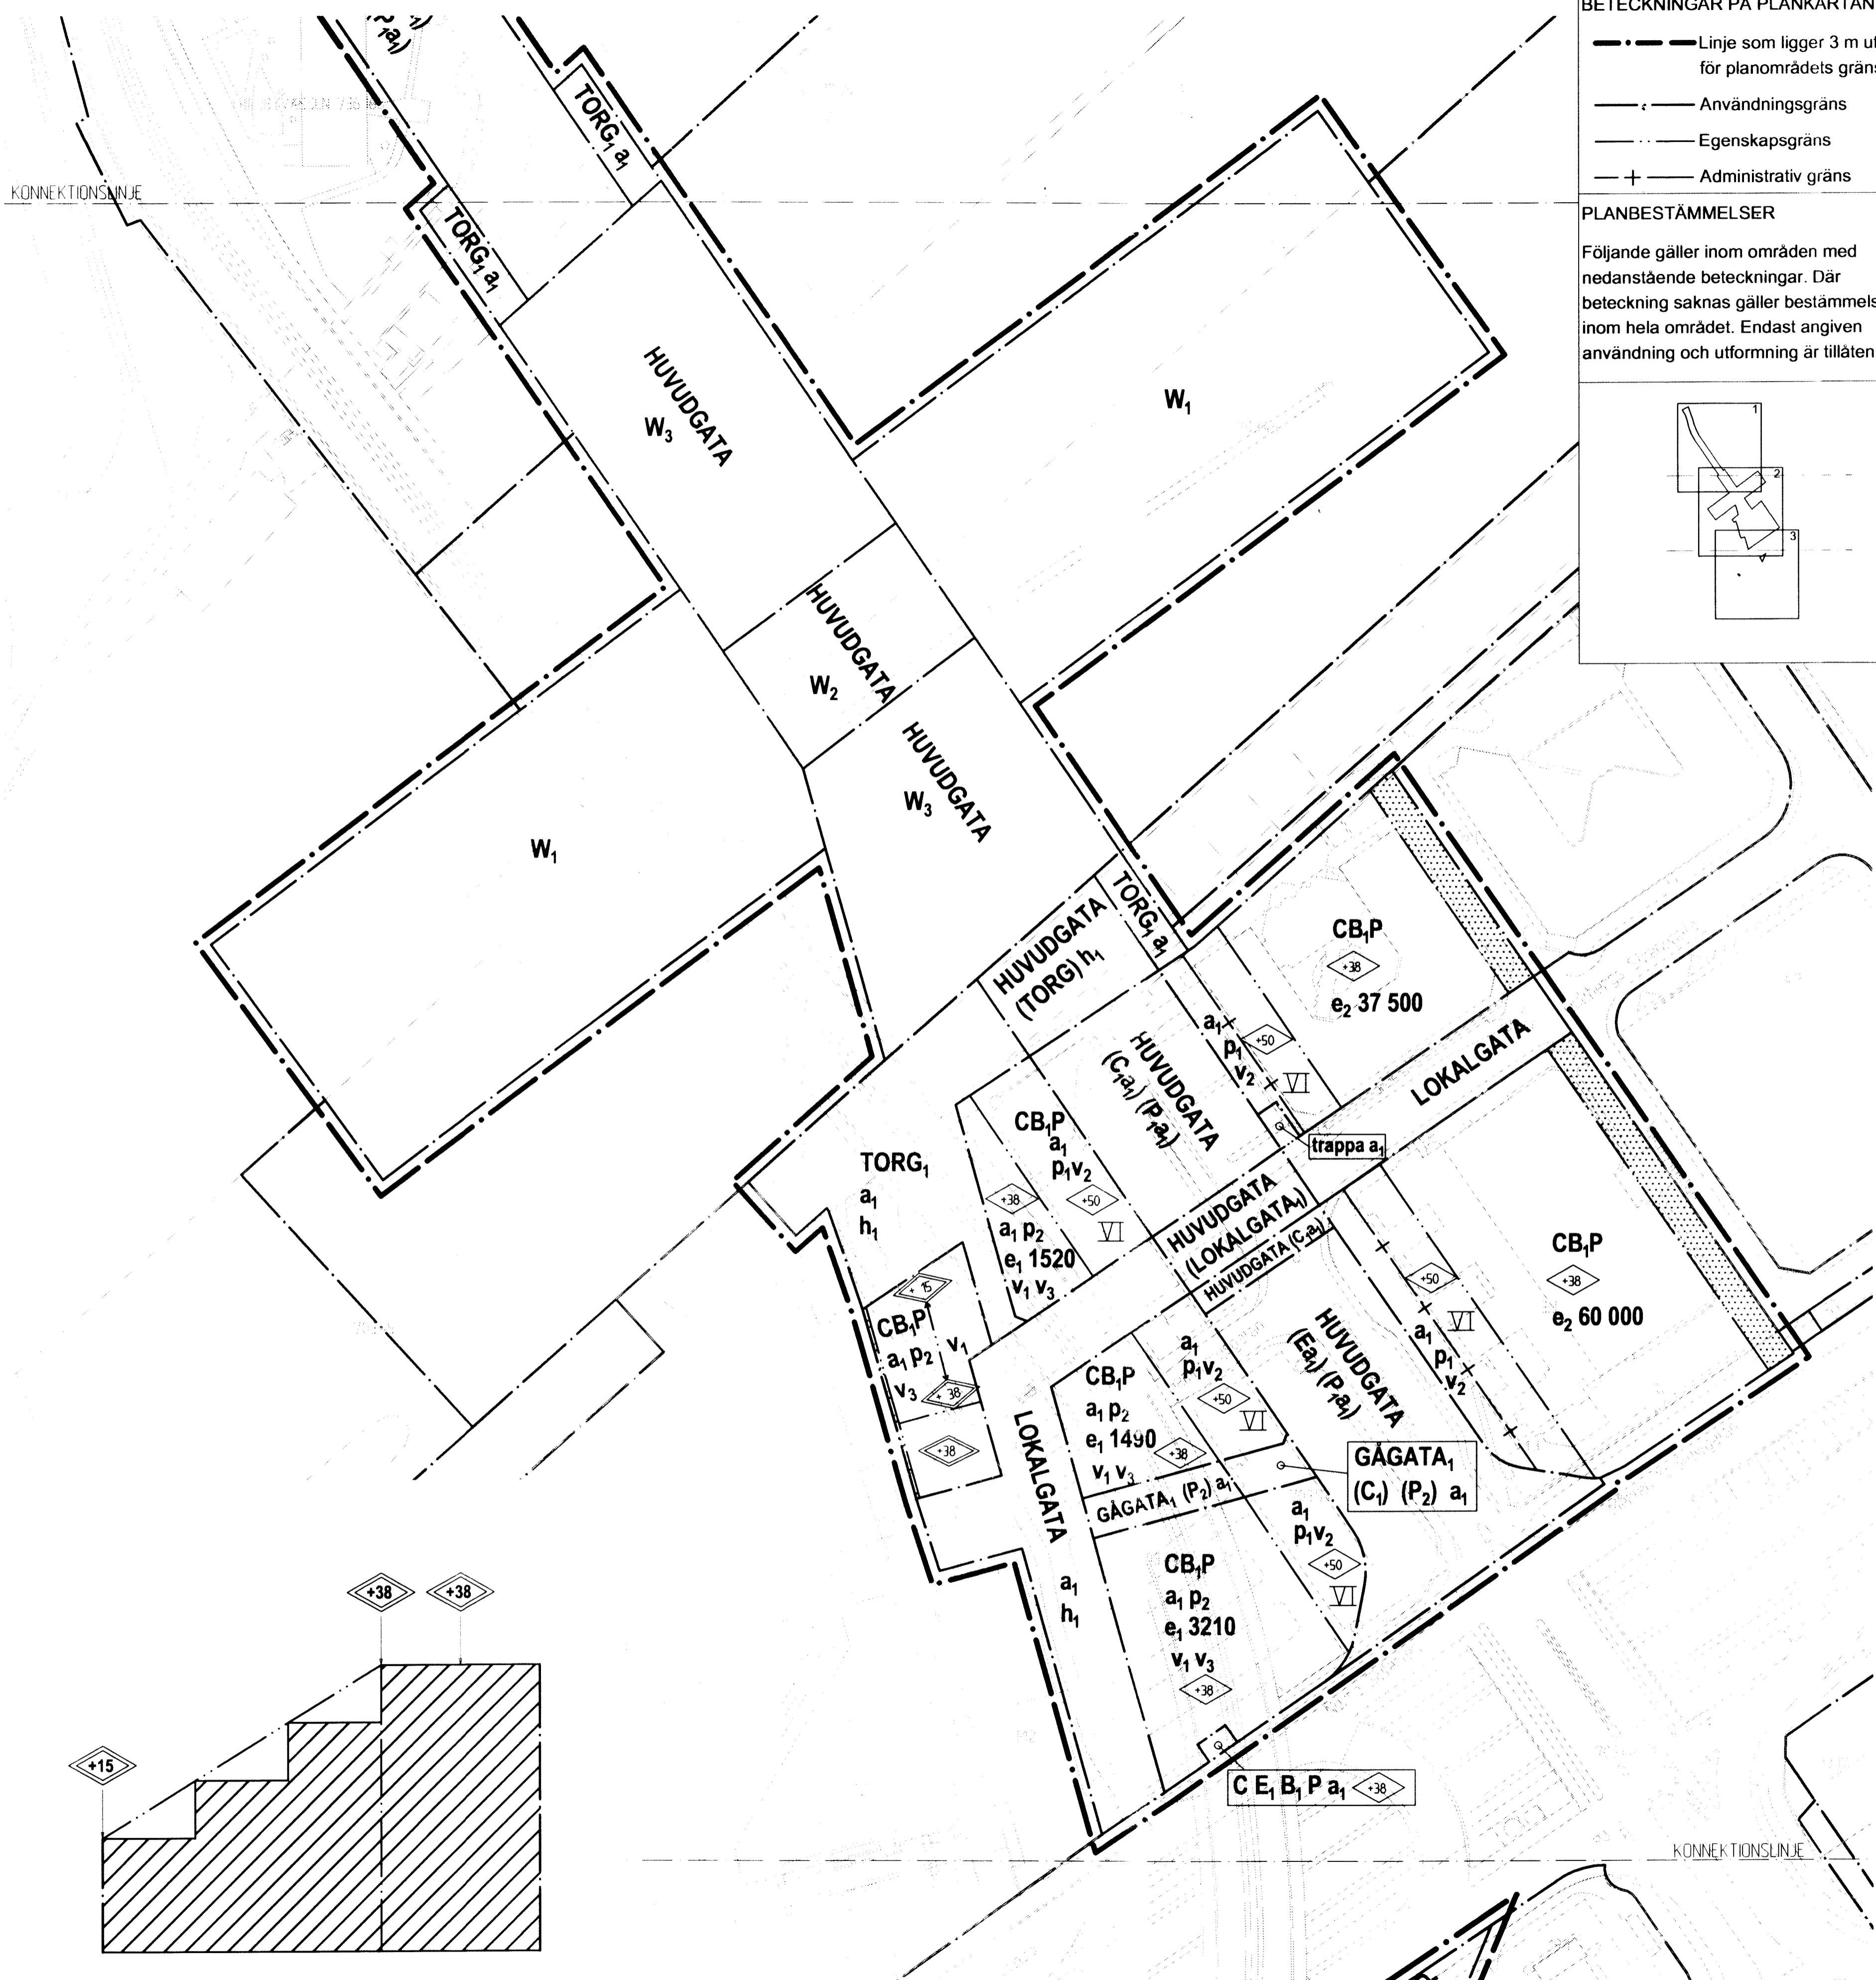 BETECKNINGAR PÅ PLANKARTAN
Linje som ligger 3 m
för planområdets
Användningsgräns
Egenskapsgräns
Administrativ gräns
PLANBESTÄMMELSER
Följande gäller inom områden med
nedanstående beteckningar. Där
beteckning saknas gäller
inom hela området. Endast angiven
användning och utformning är tillåten
1
2
3
KONNEKTIONSLINJE
TORG₁ a₁
TORG₁ a₁
HUVUDGATA
W₃
W₁
HUVUDGATA
W₂
HUVUDGATA
W₃
W₁
TORG₁ a₁
HUVUDGATA
(TORG) h₁
CB₁P
+38
e₂ 37 500
a₁
p₁
v₂
+50
VI
LOKALGATA
HUVUDGATA
(C₁a₁) (P₁a₁)
trappa a₁
CB₁P
a₁
p₁v₂
+50
VI
+38
a₁ p₂
e₁ 1520
v₁ v₃
TORG₁
a₁
h₁
HUVUDGATA
(LOKALGATA₁)
HUVUDGATA (C₁a₁)
CB₁P
+38
e₂ 60 000
+50
VI
a₁
p₁
v₂
HUVUDGATA
(Ea₁) (P₁a₁)
+15
CB₁P
a₁ p₂ v₁
v₃
+38
+38
LOKALGATA
a₁
h₁
CB₁P
a₁ p₂
e₁ 1490
+38
v₁ v₃
a₁
p₁v₂
+50
VI
GÅGATA₁ (P₂) a₁
GÅGATA₁
(C₁) (P₂) a₁
a₁
p₁v₂
+50
VI
CB₁P
a₁ p₂
e₁ 3210
v₁ v₃
+38
C E₁ B₁ P a₁ +38
+38
+38
+15
KONNEKTIONSLINJE